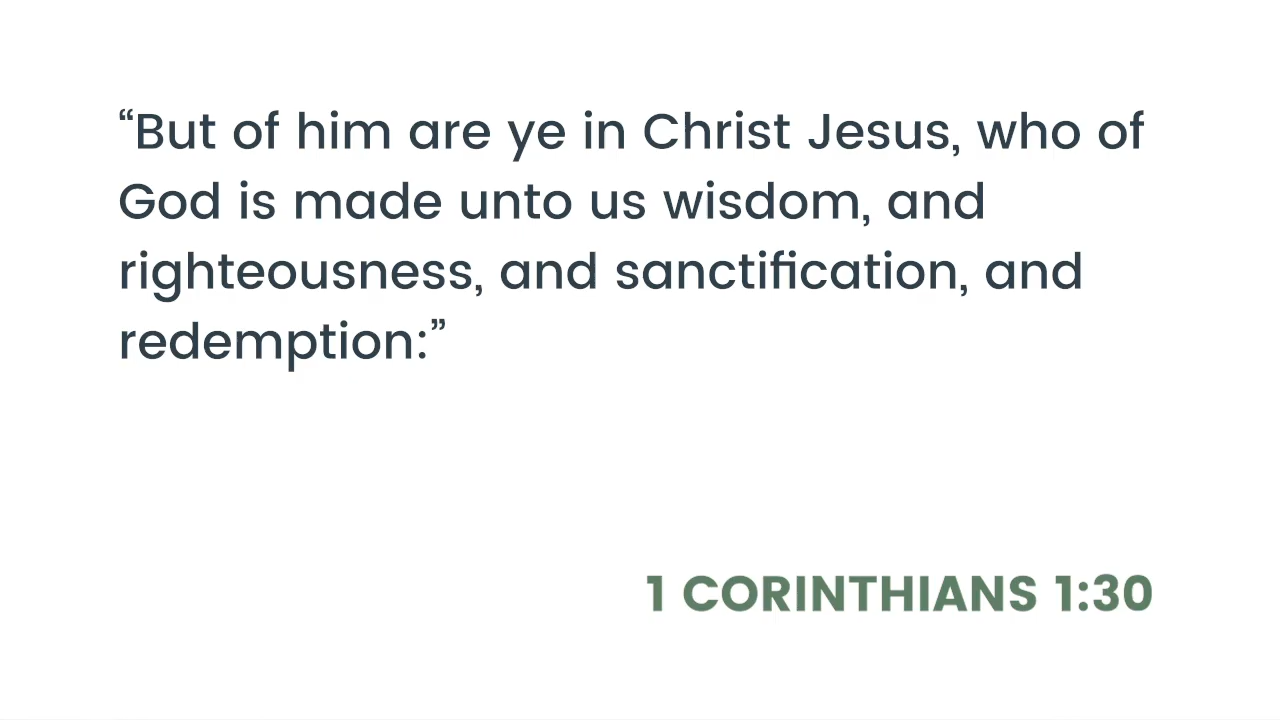 “But of him are ye in Christ Jesus, who of
God is made unto us wisdom, and
righteousness, and sanctification, and
redemption:”
1 CORINTHIANS 1:30